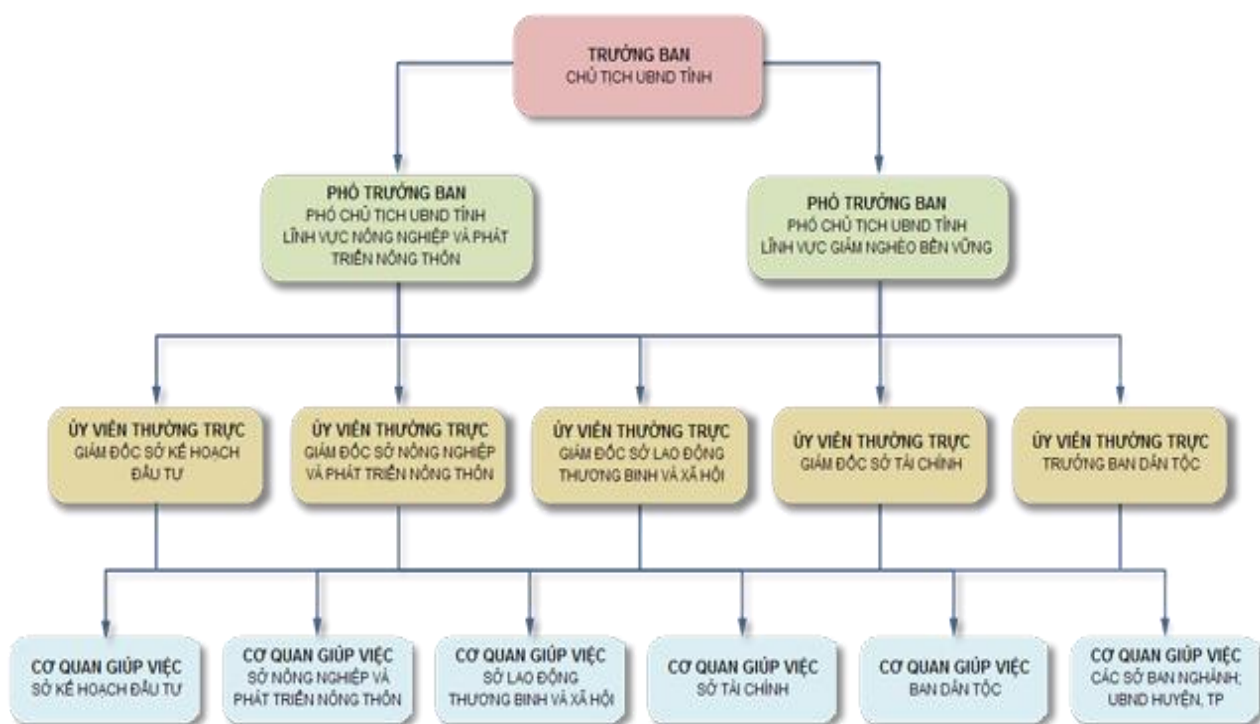 TRƯỞNG BAN
CHỦ TỊCH UBND TỈNH
PHÓ TRƯỞNG BAN
PHÓ CHỦ TỊCH UBND TỈNH
LĨNH VỰC NÔNG NGHIỆP VÀ PHÁT
TRIỂN NÔNG THÔN
PHÓ TRƯỞNG BAN
PHÓ CHỦ TỊCH UBND TỈNH
LĨNH VỰC GIẢM NGHÈO BỀN VỮNG
ỦY VIÊN THƯỜNG TRỰC
GIÁM ĐỐC SỞ KẾ HOẠCH
ĐẦU TƯ
ỦY VIÊN THƯỜNG TRỰC
GIÁM ĐỐC SỞ NÔNG NGHIỆP
VÀ PHÁT TRIỂN NÔNG THÔN
ỦY VIÊN THƯỜNG TRỰC
GIÁM ĐỐC SỞ LAO ĐỘNG
THƯƠNG BINH VÀ XÃ HỘI
ỦY VIÊN THƯỜNG TRỰC
GIÁM ĐỐC SỞ TÀI CHÍNH
ỦY VIÊN THƯỜNG TRỰC
TRƯỞNG BAN DÂN TỘC
CƠ QUAN GIÚP VIỆC
SỞ KẾ HOẠCH ĐẦU TƯ
CƠ QUAN GIÚP VIỆC
SỞ NÔNG NGHIỆP VÀ
PHÁT TRIỂN NÔNG THÔN
CƠ QUAN GIÚP VIỆC
SỞ LAO ĐỘNG
THƯƠNG BINH VÀ XÃ HỘI
CƠ QUAN GIÚP VIỆC
SỞ TÀI CHÍNH
CƠ QUAN GIÚP VIỆC
BAN DÂN TỘC
CƠ QUAN GIÚP VIỆC
CÁC SỞ BAN NGHÀNH;
UBND HUYỆN, TP